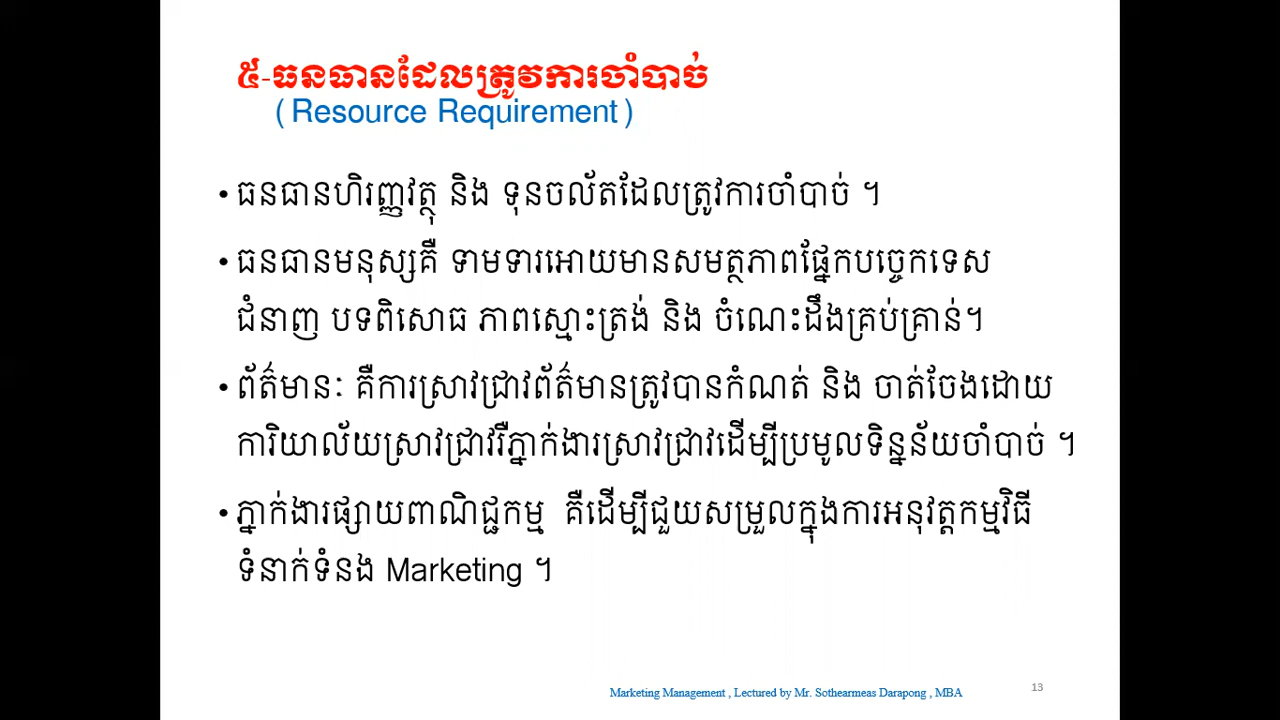 ៥-ធនធានដែលត្រូវការចាំបាច់
( Resource Requirement )
• ធនធានហិរញ្ញវត្ថុ និង ទុនចល័តដែលត្រូវការចាំបាច់ ។
• ធនធានមនុស្សគឺ ទាមទារអោយមានសមត្ថភាពផ្នែកបច្ចេកទេស
ជំនាញ បទពិសោធ ភាពស្មោះត្រង់ និង ចំណេះដឹងគ្រប់គ្រាន់។
• ព័ត៌មានៈ គឺការស្រាវជ្រាវព័ត៌មានត្រូវបានកំណត់ និង ចាត់ចែងដោយ
ការិយាល័យស្រាវជ្រាវរឺភ្នាក់ងារស្រាវជ្រាវដើម្បីប្រមូលទិន្នន័យចាំបាច់ ។
• ភ្នាក់ងារផ្សាយពាណិជ្ជកម្ម គឺដើម្បីជួយសម្រួលក្នុងការអនុវត្តកម្មវិធី
ទំនាក់ទំនង Marketing ។
Marketing Management , Lectured by Mr. Sothearmeas Darapong , MBA
13